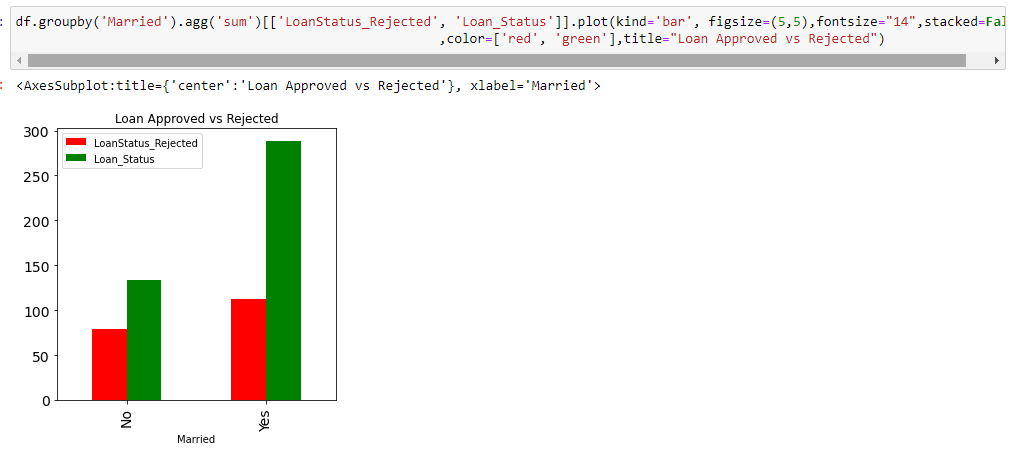 : df.groupby('Married').agg('sum')[['LoanStatus_Rejected', 'Loan_Status']].plot(kind='bar', figsize=(5,5),fontsize="14",stacked=Fal
,color=['red', 'green'],title="Loan Approved vs Rejected")
: <AxesSubplot:title={'center':'Loan Approved vs Rejected'}, xlabel='Married'>
Loan Approved vs Rejected
LoanStatus_Rejected
Loan_Status
300
250
200
150
100
50
0
No
Yes
Married